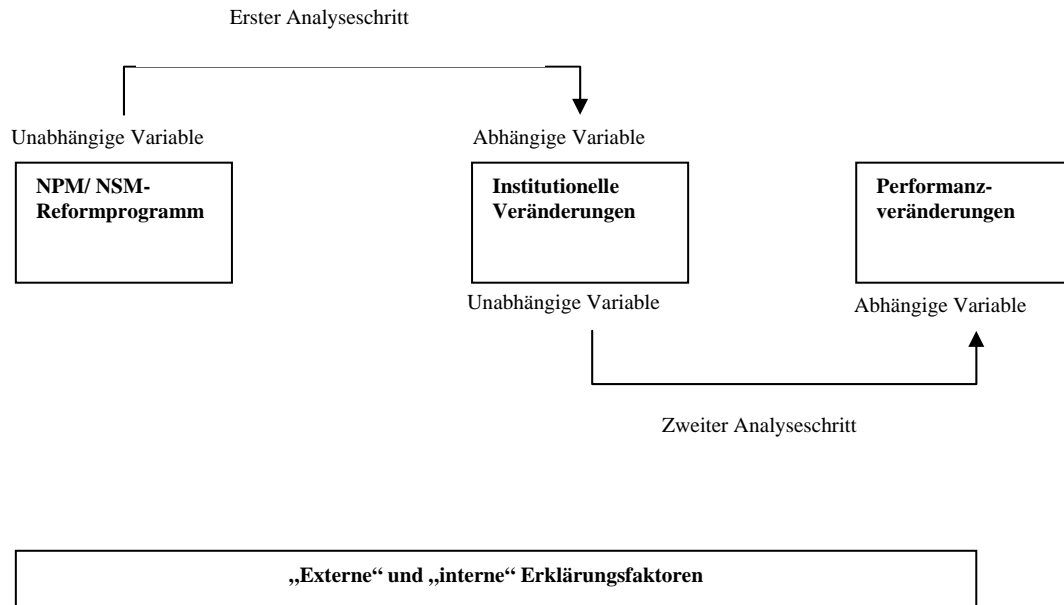 Erster Analyseschritt
Unabhängige Variable
Abhängige Variable
NPM/ NSM-
Reformprogramm
Institutionelle
Veränderungen
Performanz-
veränderungen
Unabhängige Variable
Abhängige Variable
Zweiter Analyseschritt
„Externe“ und „interne“ Erklärungsfaktoren